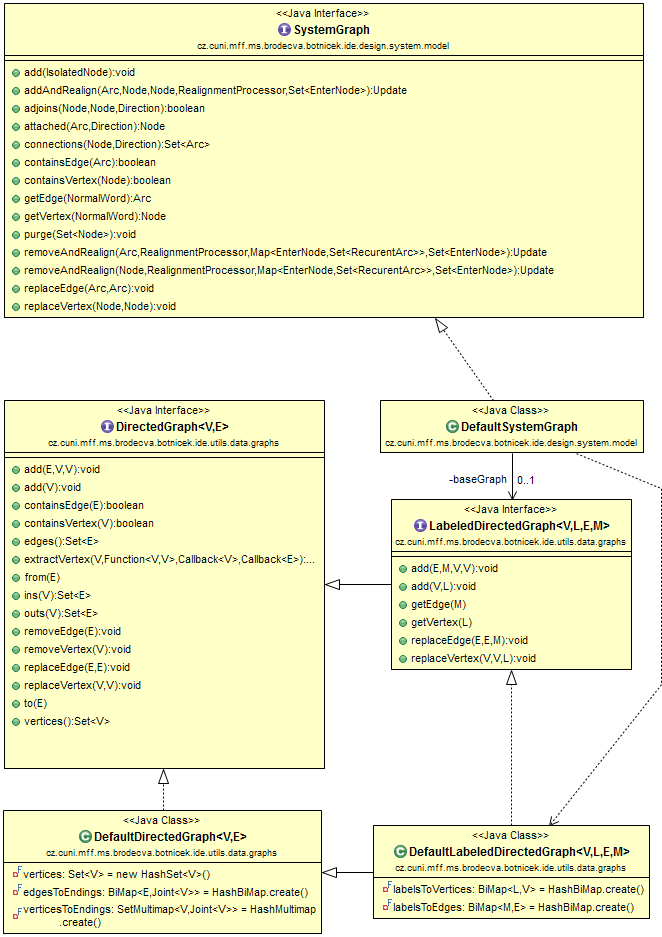 <<Java Interface>>
SystemGraph
cz.cuni.mff.ms.brodecva.botnicek.ide.design.system.model
add(IsolatedNode):void
addAndRealign(Arc,Node,Node,RealignmentProcessor,Set<EnterNode>):Update
adjoins(Node,Node,Direction):boolean
attached(Arc,Direction):Node
connections(Node,Direction):Set<Arc>
containsEdge(Arc):boolean
containsVertex(Node):boolean
getEdge(NormalWord):Arc
getVertex(NormalWord):Node
purge(Set<Node>):void
removeAndRealign(Arc,RealignmentProcessor,Map<EnterNode,Set<RecurentArc>>,Set<EnterNode>):Update
removeAndRealign(Node,RealignmentProcessor,Map<EnterNode,Set<RecurentArc>>,Set<EnterNode>):Update
replaceEdge(Arc,Arc):void
replaceVertex(Node,Node):void
<<Java Interface>>
DirectedGraph<V,E>
cz.cuni.mff.ms.brodecva.botnicek.ide.utils.data.graphs
add(E,V,V):void
add(V):void
containsEdge(E):boolean
containsVertex(V):boolean
edges():Set<E>
extractVertex(V,Function<V,V>,Callback<V>,Callback<E>):...
from(E)
ins(V):Set<E>
outs(V):Set<E>
removeEdge(E):void
removeVertex(V):void
replaceEdge(E,E):void
replaceVertex(V,V):void
to(E)
vertices():Set<V>
<<Java Class>>
DefaultSystemGraph
cz.cuni.mff.ms.brodecva.botnicek.ide.design.system.model
-baseGraph 0..1
<<Java Interface>>
LabeledDirectedGraph<V,L,E,M>
cz.cuni.mff.ms.brodecva.botnicek.ide.utils.data.graphs
add(E,M,V,V):void
add(V,L):void
getEdge(M)
getVertex(L)
replaceEdge(E,E,M):void
replaceVertex(V,V,L):void
<<Java Class>>
DefaultDirectedGraph<V,E>
cz.cuni.mff.ms.brodecva.botnicek.ide.utils.data.graphs
F vertices: Set<V> = new HashSet<V>()
F edgesToEndings: BiMap<E,Joint<V>> = HashBiMap.create()
F verticesToEndings: SetMultimap<V,Joint<V>> = HashMultimap
.create()
<<Java Class>>
DefaultLabeledDirectedGraph<V,L,E,M>
cz.cuni.mff.ms.brodecva.botnicek.ide.utils.data.graphs
F labelsToVertices: BiMap<L,V> = HashBiMap.create()
F labelsToEdges: BiMap<M,E> = HashBiMap.create()